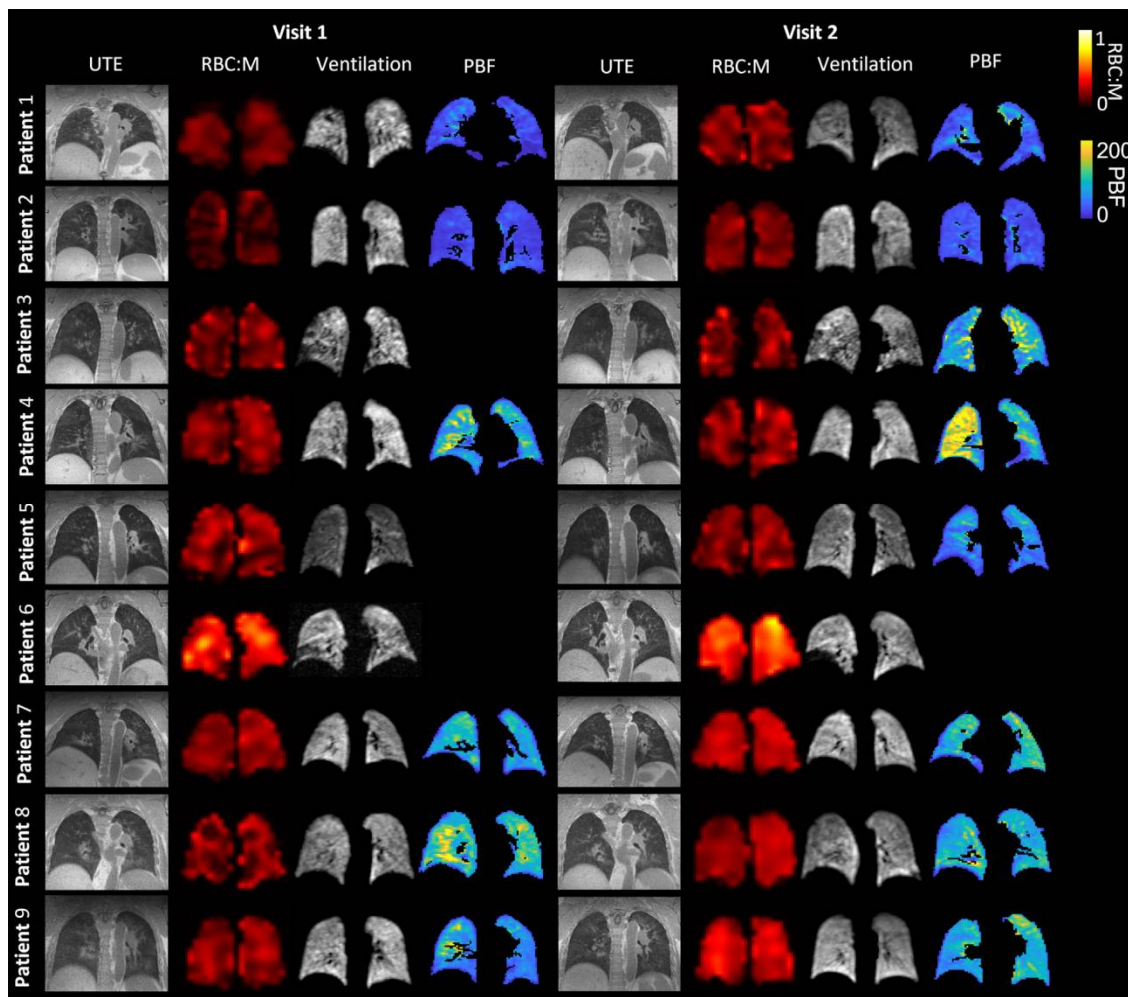 Visit 1
Visit 2
UTE RBC:M Ventilation PBF UTE RBC:M Ventilation PBF
1
RBC:M
0
200
PBF
0
Patient 1
Patient 2
Patient 3
Patient 4
Patient 5
Patient 6
Patient 7
Patient 8
Patient 9